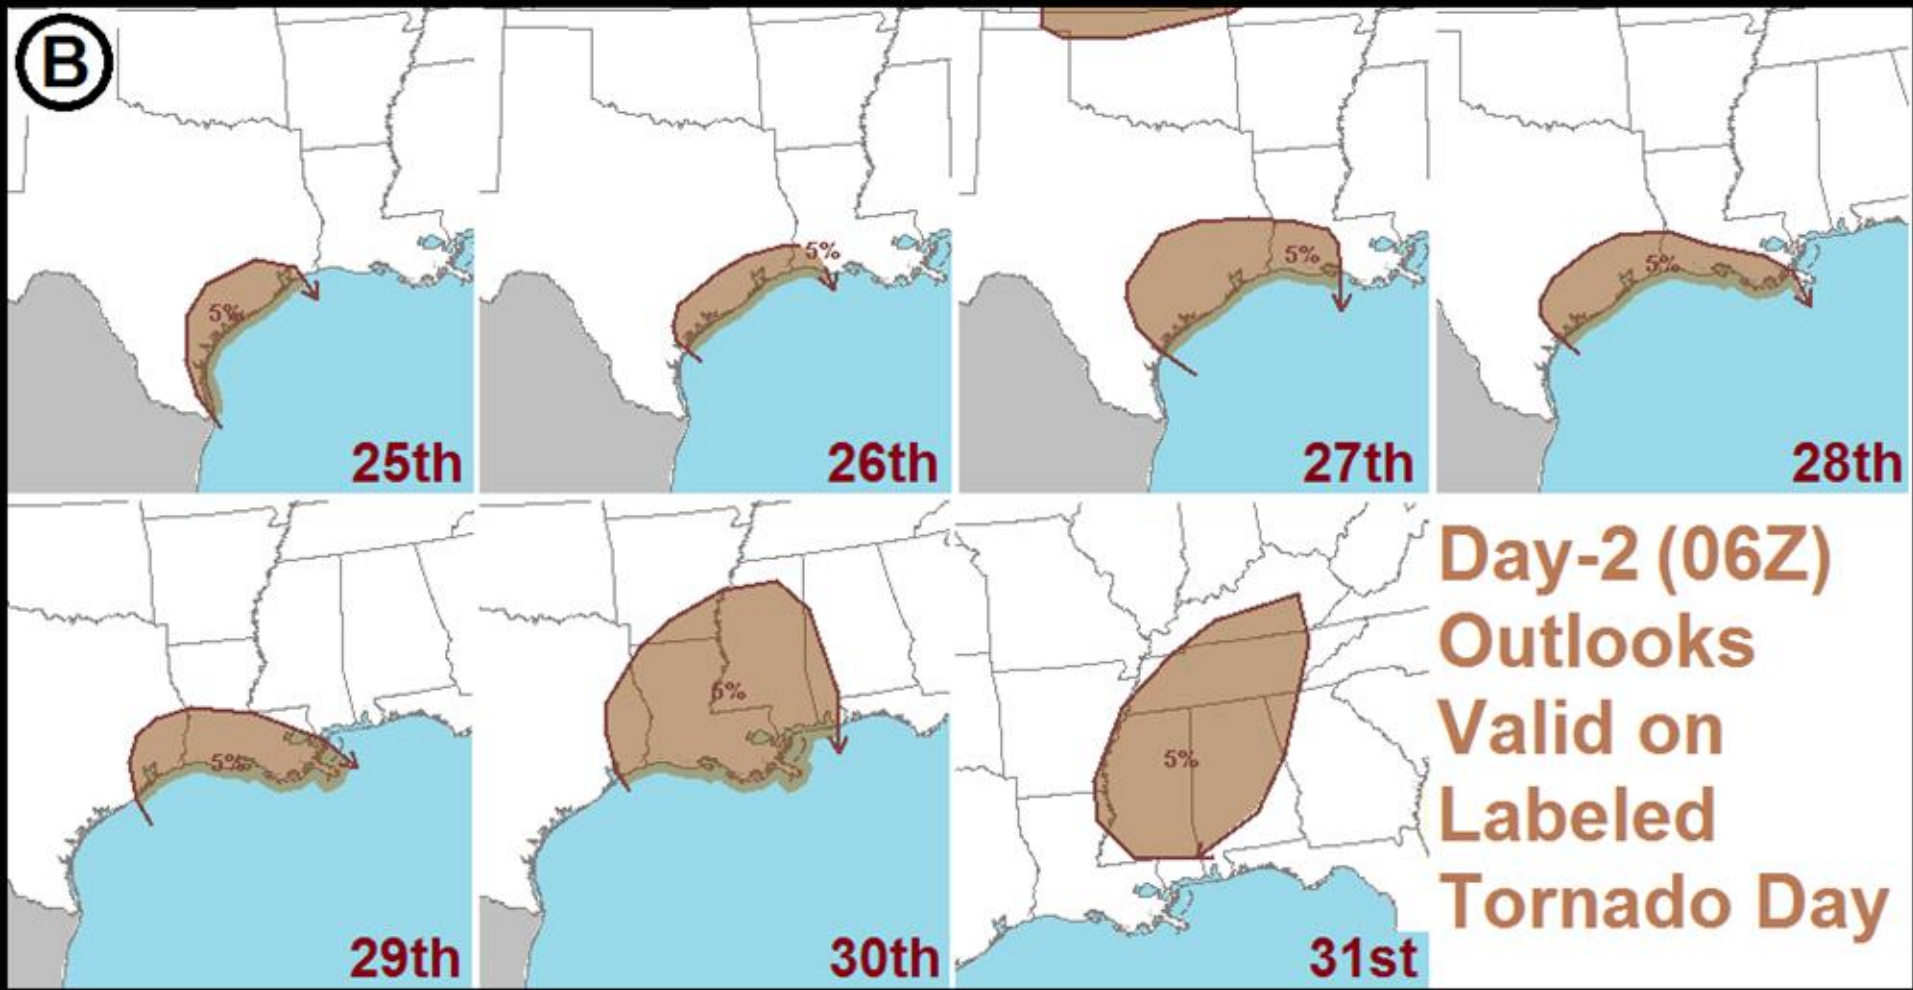 B
5%
25th
5%
26th
5%
27th
5%
28th
5%
29th
5%
30th
5%
31st
Day-2 (06Z)
Outlooks
Valid on
Labeled
Tornado Day